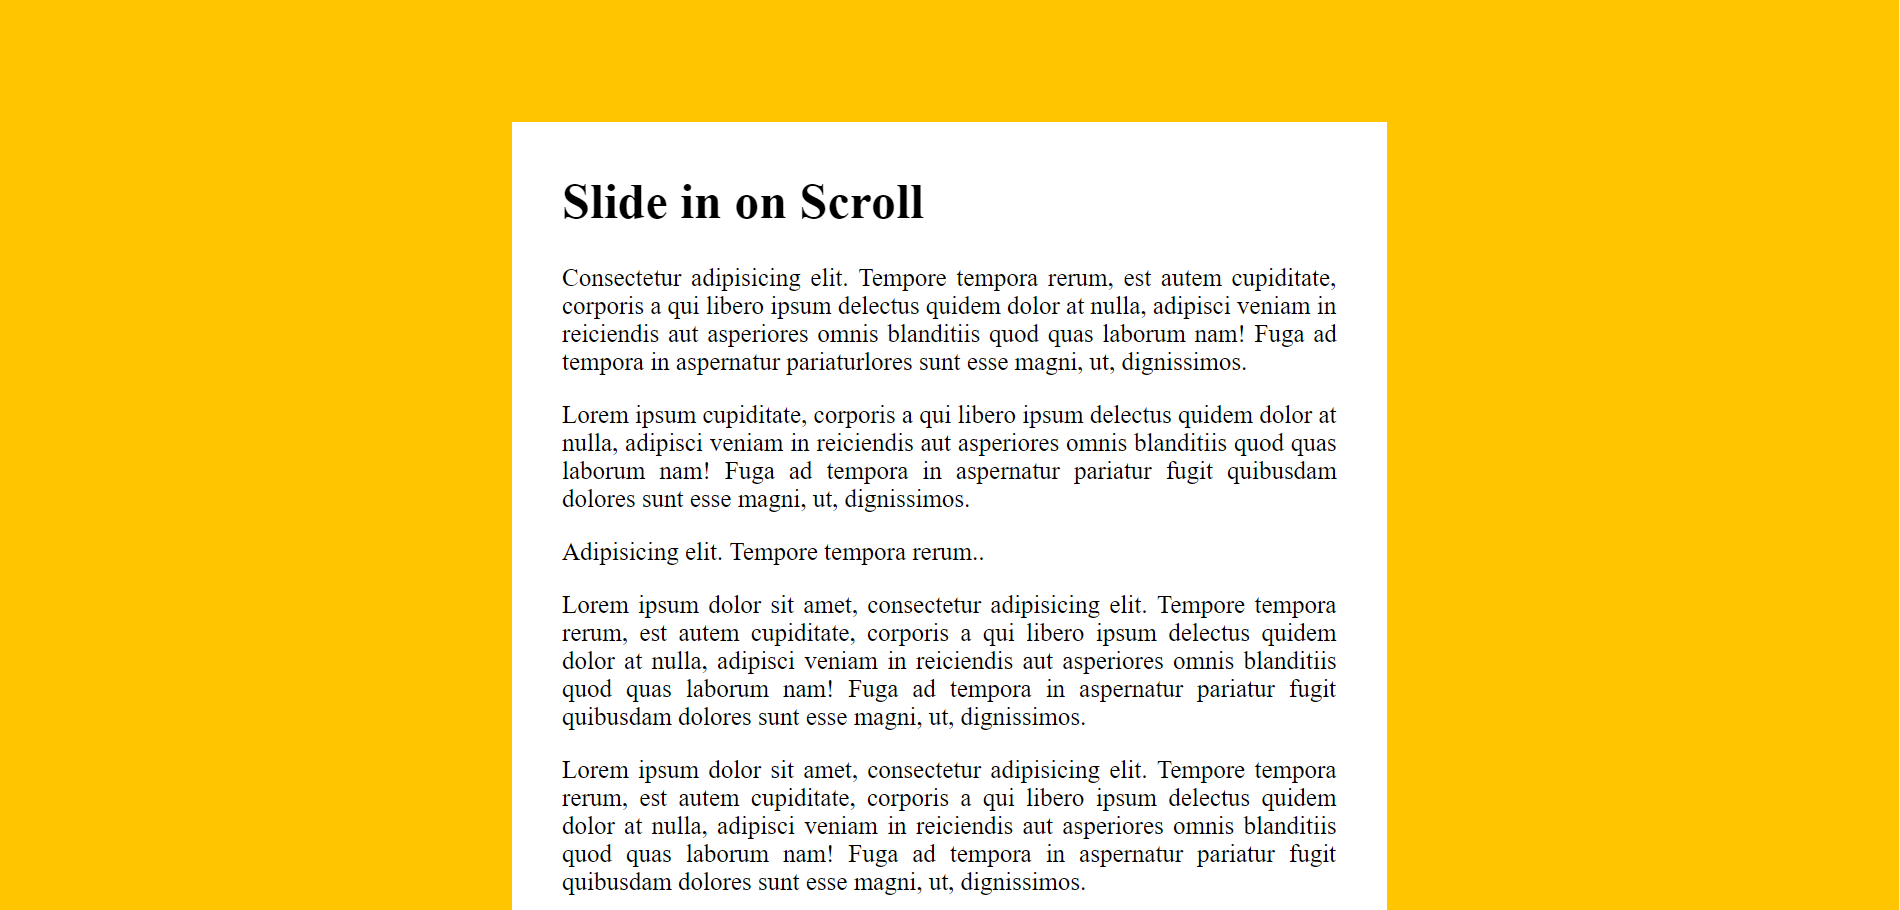 Slide in on Scroll
Consectetur adipisicing elit. Tempore tempora rerum, est autem cupiditate,
corporis a qui libero ipsum delectus quidem dolor at nulla, adipisci veniam in
reiciendis aut asperiores omnis blanditiis quod quas laborum nam! Fuga ad
tempora in aspernatur pariaturlores sunt esse magni, ut, dignissimos.
Lorem ipsum cupiditate, corporis a qui libero ipsum delectus quidem dolor at
nulla, adipisci veniam in reiciendis aut asperiores omnis blanditiis quod quas
laborum nam! Fuga ad tempora in aspernatur pariatur fugit quibusdam
dolores sunt esse magni, ut, dignissimos.
Adipisicing elit. Tempore tempora rerum..
Lorem ipsum dolor sit amet, consectetur adipisicing elit. Tempore tempora
rerum, est autem cupiditate, corporis a qui libero ipsum delectus quidem
dolor at nulla, adipisci veniam in reiciendis aut asperiores omnis blanditiis
quod quas laborum nam! Fuga ad tempora in aspernatur pariatur fugit
quibusdam dolores sunt esse magni, ut, dignissimos.
Lorem ipsum dolor sit amet, consectetur adipisicing elit. Tempore tempora
rerum, est autem cupiditate, corporis a qui libero ipsum delectus quidem
dolor at nulla, adipisci veniam in reiciendis aut asperiores omnis blanditiis
quod quas laborum nam! Fuga ad tempora in aspernatur pariatur fugit
quibusdam dolores sunt esse magni, ut, dignissimos.